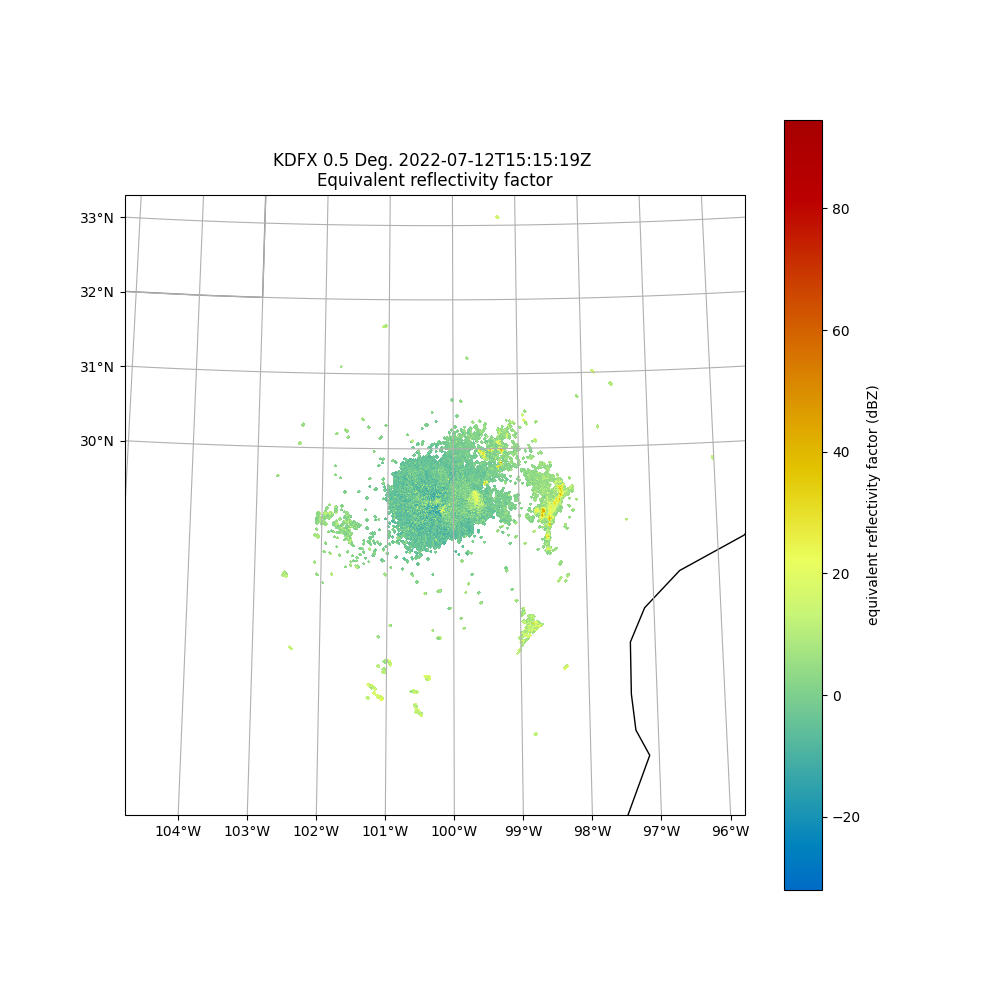 KDFX 0.5 Deg. 2022-07-12T15:15:19Z
Equivalent reflectivity factor
33°N
32°N
31°N
30°N
104°W 103°W 102°W 101°W 100°W 99°W 98°W 97°W 96°W
80
60
40
20
0
−20
equivalent reflectivity factor (dBZ)